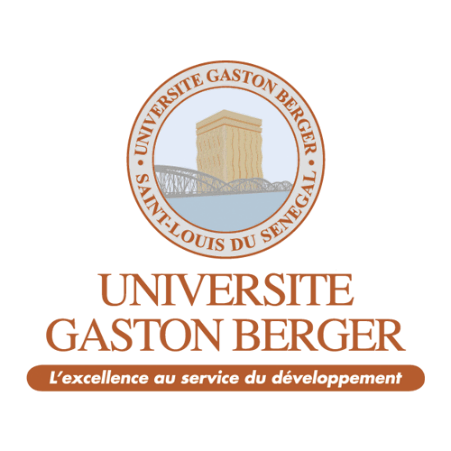 • UNIVERSITE GASTON BERGER •
SAINT-LOUIS DU SENEGAL
UNIVERSITE
GASTON BERGER
L'excellence au service du développement